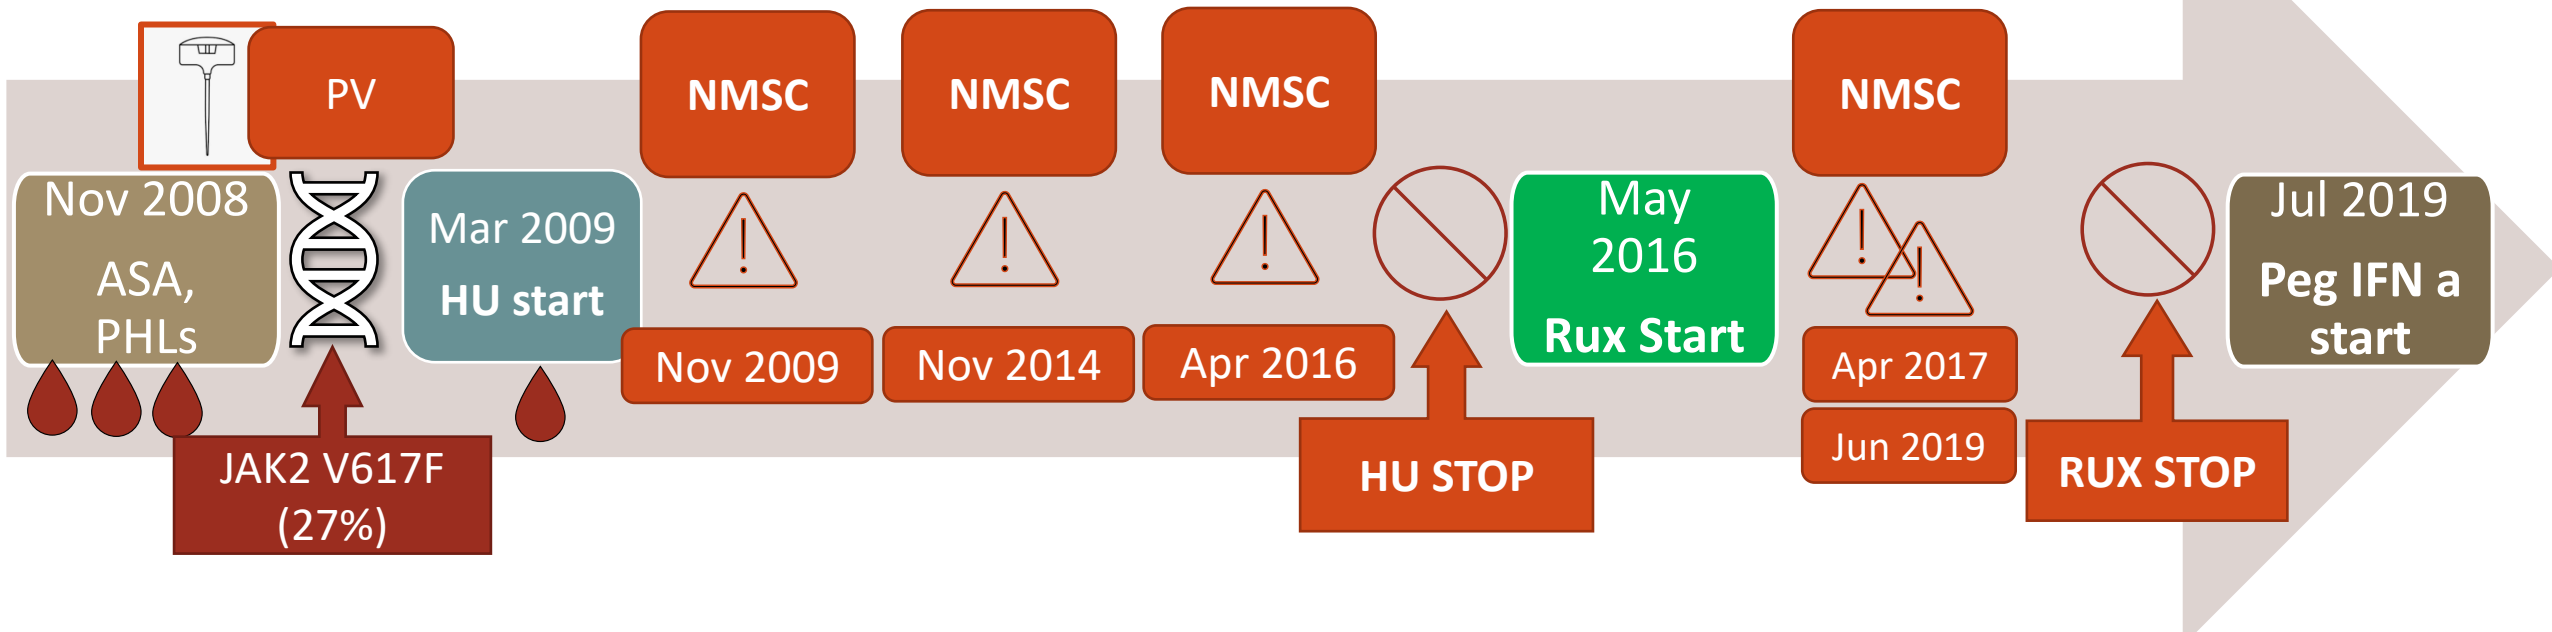 PV
Nov 2008
ASA,
PHLs
JAK2 V617F
(27%)
Mar 2009
HU start
NMSC
Nov 2009
NMSC
Nov 2014
NMSC
Apr 2016
HU STOP
May
2016
Rux Start
NMSC
Apr 2017
Jun 2019
RUX STOP
Jul 2019
Peg IFN a
start